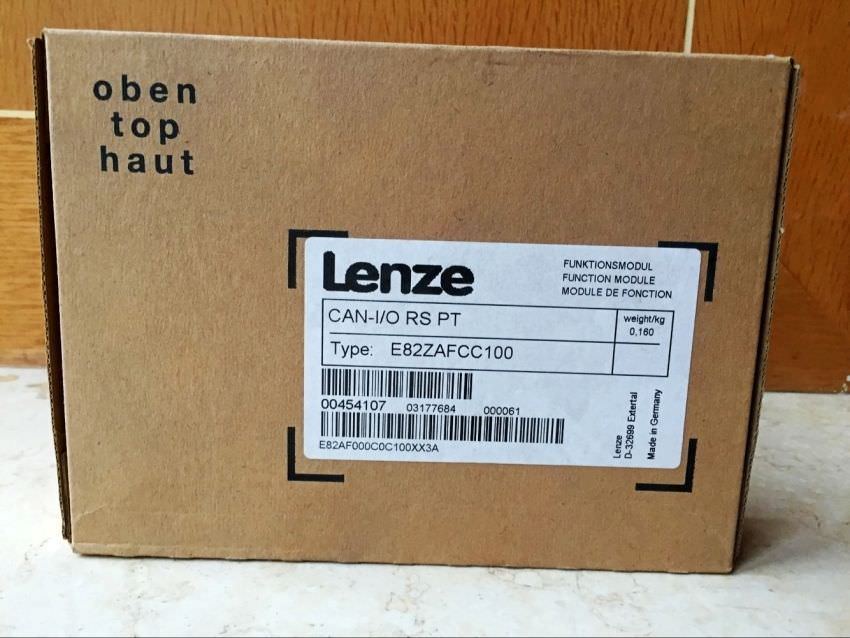 oben
top
haut
Lenze
FUNKTIONSMODUL
FUNCTION MODULE
MODULE DE FONCTION
CAN-I/O RS PT
weight/kg
0,160
Type: E82ZAFCC100
00454107 03177684 000061
E82AF000C0C100XX3A
Lenze
D-32699 Extertal
Made in Germany